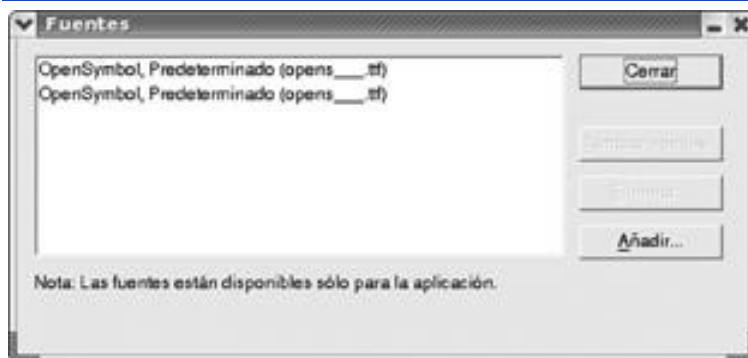 Fuentes
OpenSymbol, Predeterminado (opens___.ttf)
OpenSymbol, Predeterminado (opens___.ttf)
Cerrar
Añadir...
Nota: Las fuentes están disponibles sólo para la aplicación.